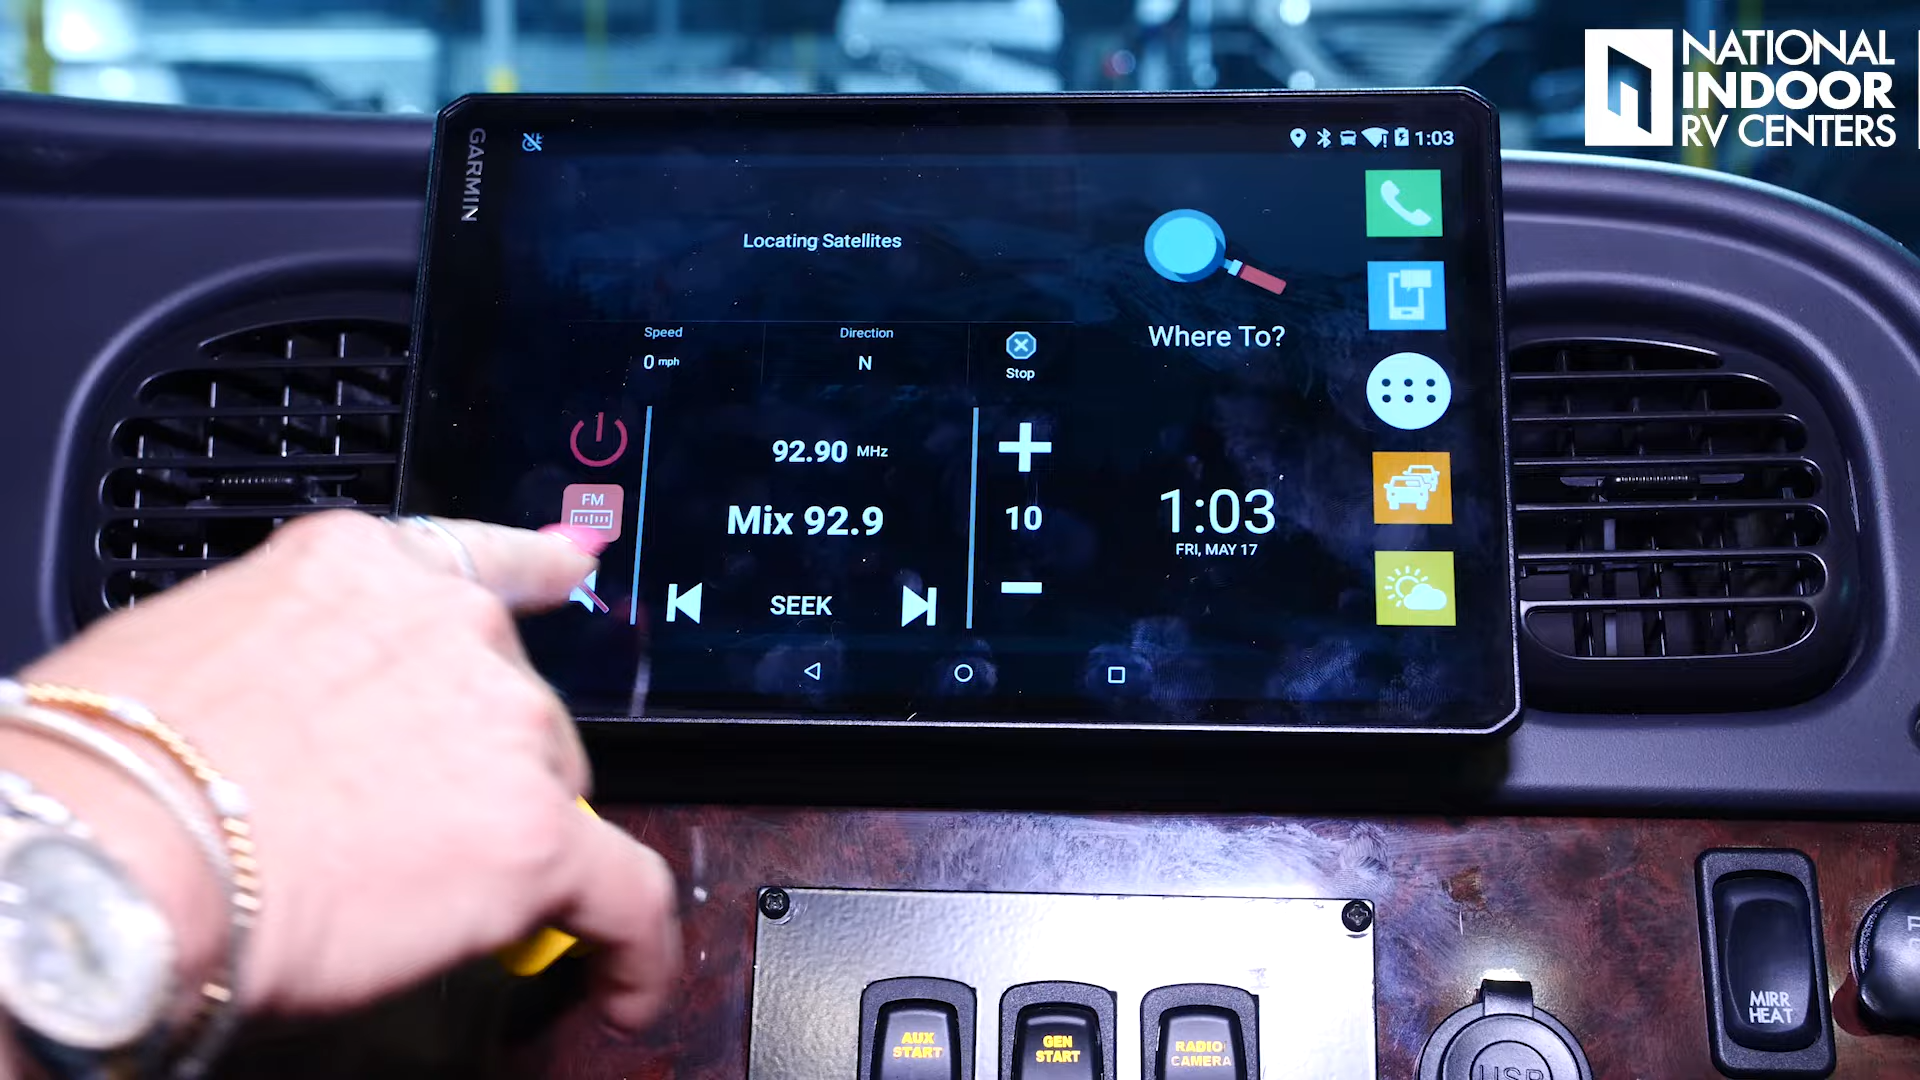 NATIONAL
INDOOR
RV CENTERS
GARMIN
1:03
Locating Satellites
Where To?
Speed
0 mph
Direction
N
Stop
92.90 MHz
FM
Mix 92.9
10
1:03
FRI, MAY 17
SEEK
AUX
START
GEN
START
RADIO
CAMERA
USB
MIRR
HEAT